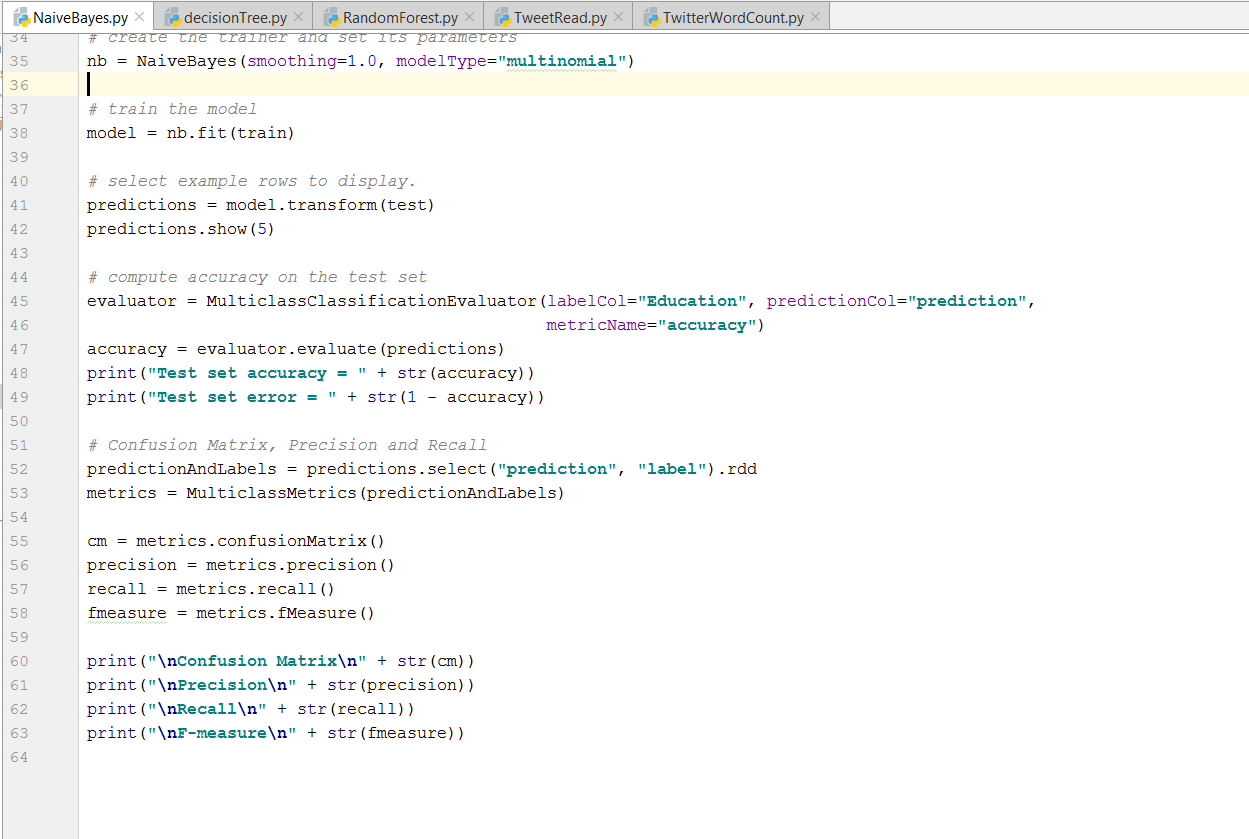 NaiveBayes.py decisionTree.py RandomForest.py TweetRead.py TwitterWordCount.py
34 # create the trainer and set its parameters
35 nb = NaiveBayes(smoothing=1.0, modelType="multinomial")
36
37 # train the model
38 model = nb.fit(train)
39
40 # select example rows to display.
41 predictions = model.transform(test)
42 predictions.show(5)
43
44 # compute accuracy on the test set
45 evaluator = MulticlassClassificationEvaluator(labelCol="Education", predictionCol="prediction",
46 metricName="accuracy")
47 accuracy = evaluator.evaluate(predictions)
48 print("Test set accuracy = " + str(accuracy))
49 print("Test set error = " + str(1 - accuracy))
50
51 # Confusion Matrix, Precision and Recall
52 predictionAndLabels = predictions.select("prediction", "label").rdd
53 metrics = MulticlassMetrics(predictionAndLabels)
54
55 cm = metrics.confusionMatrix()
56 precision = metrics.precision()
57 recall = metrics.recall()
58 fmeasure = metrics.fMeasure()
59
60 print("\nConfusion Matrix\n" + str(cm))
61 print("\nPrecision\n" + str(precision))
62 print("\nRecall\n" + str(recall))
63 print("\nF-measure\n" + str(fmeasure))
64